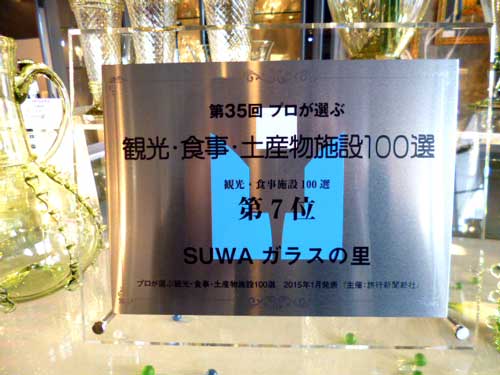 第35回 プロが選ぶ
観光・食事・土産物施設100選
観光・食事施設100選
第7位
SUWAガラスの里
プロが選ぶ観光・食事・土産物施設100選　2015年1月発表「主催：旅行新聞新社」